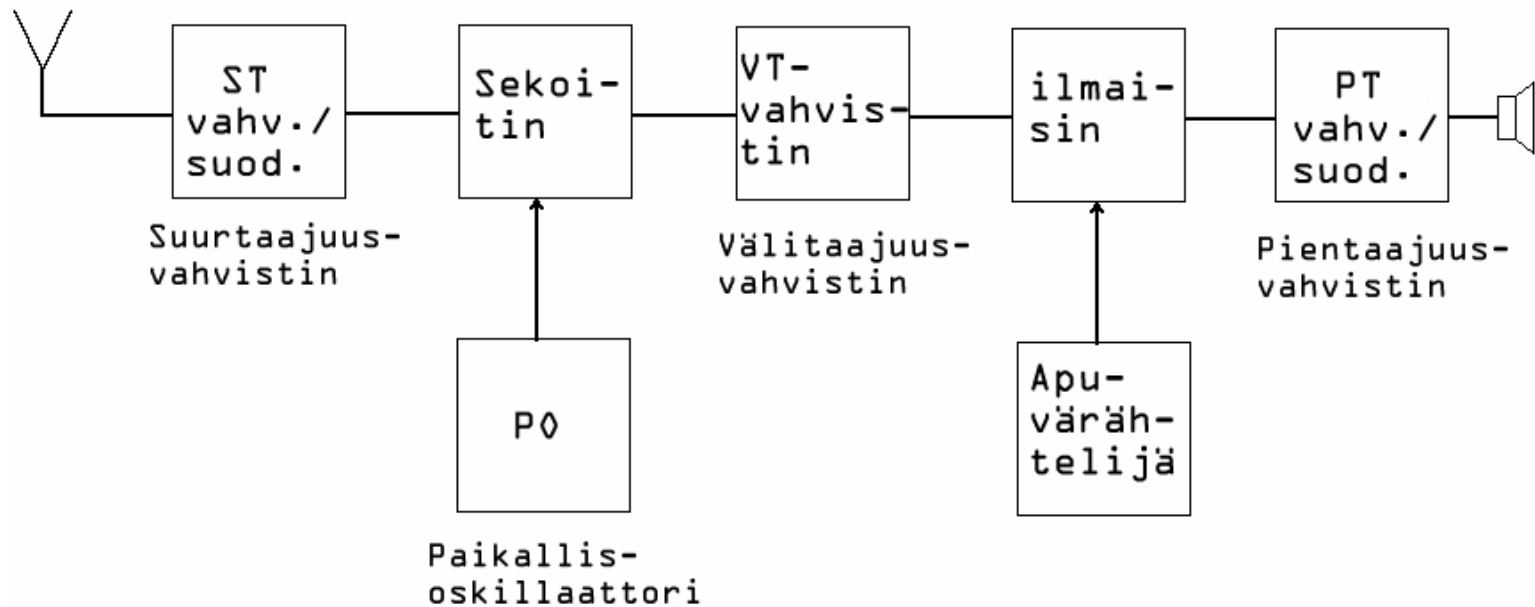 ST
vahv./
suod.
Suurtaajuus-
vahvistin
Sekoi-
tin
VT-
vahvis-
tin
Välitaajuus-
vahvistin
ilmai-
sin
PT
vahv./
suod.
Pientaajuus-
vahvistin
PO
Paikallis-
oskillaattori
Apu-
väräh-
telijä